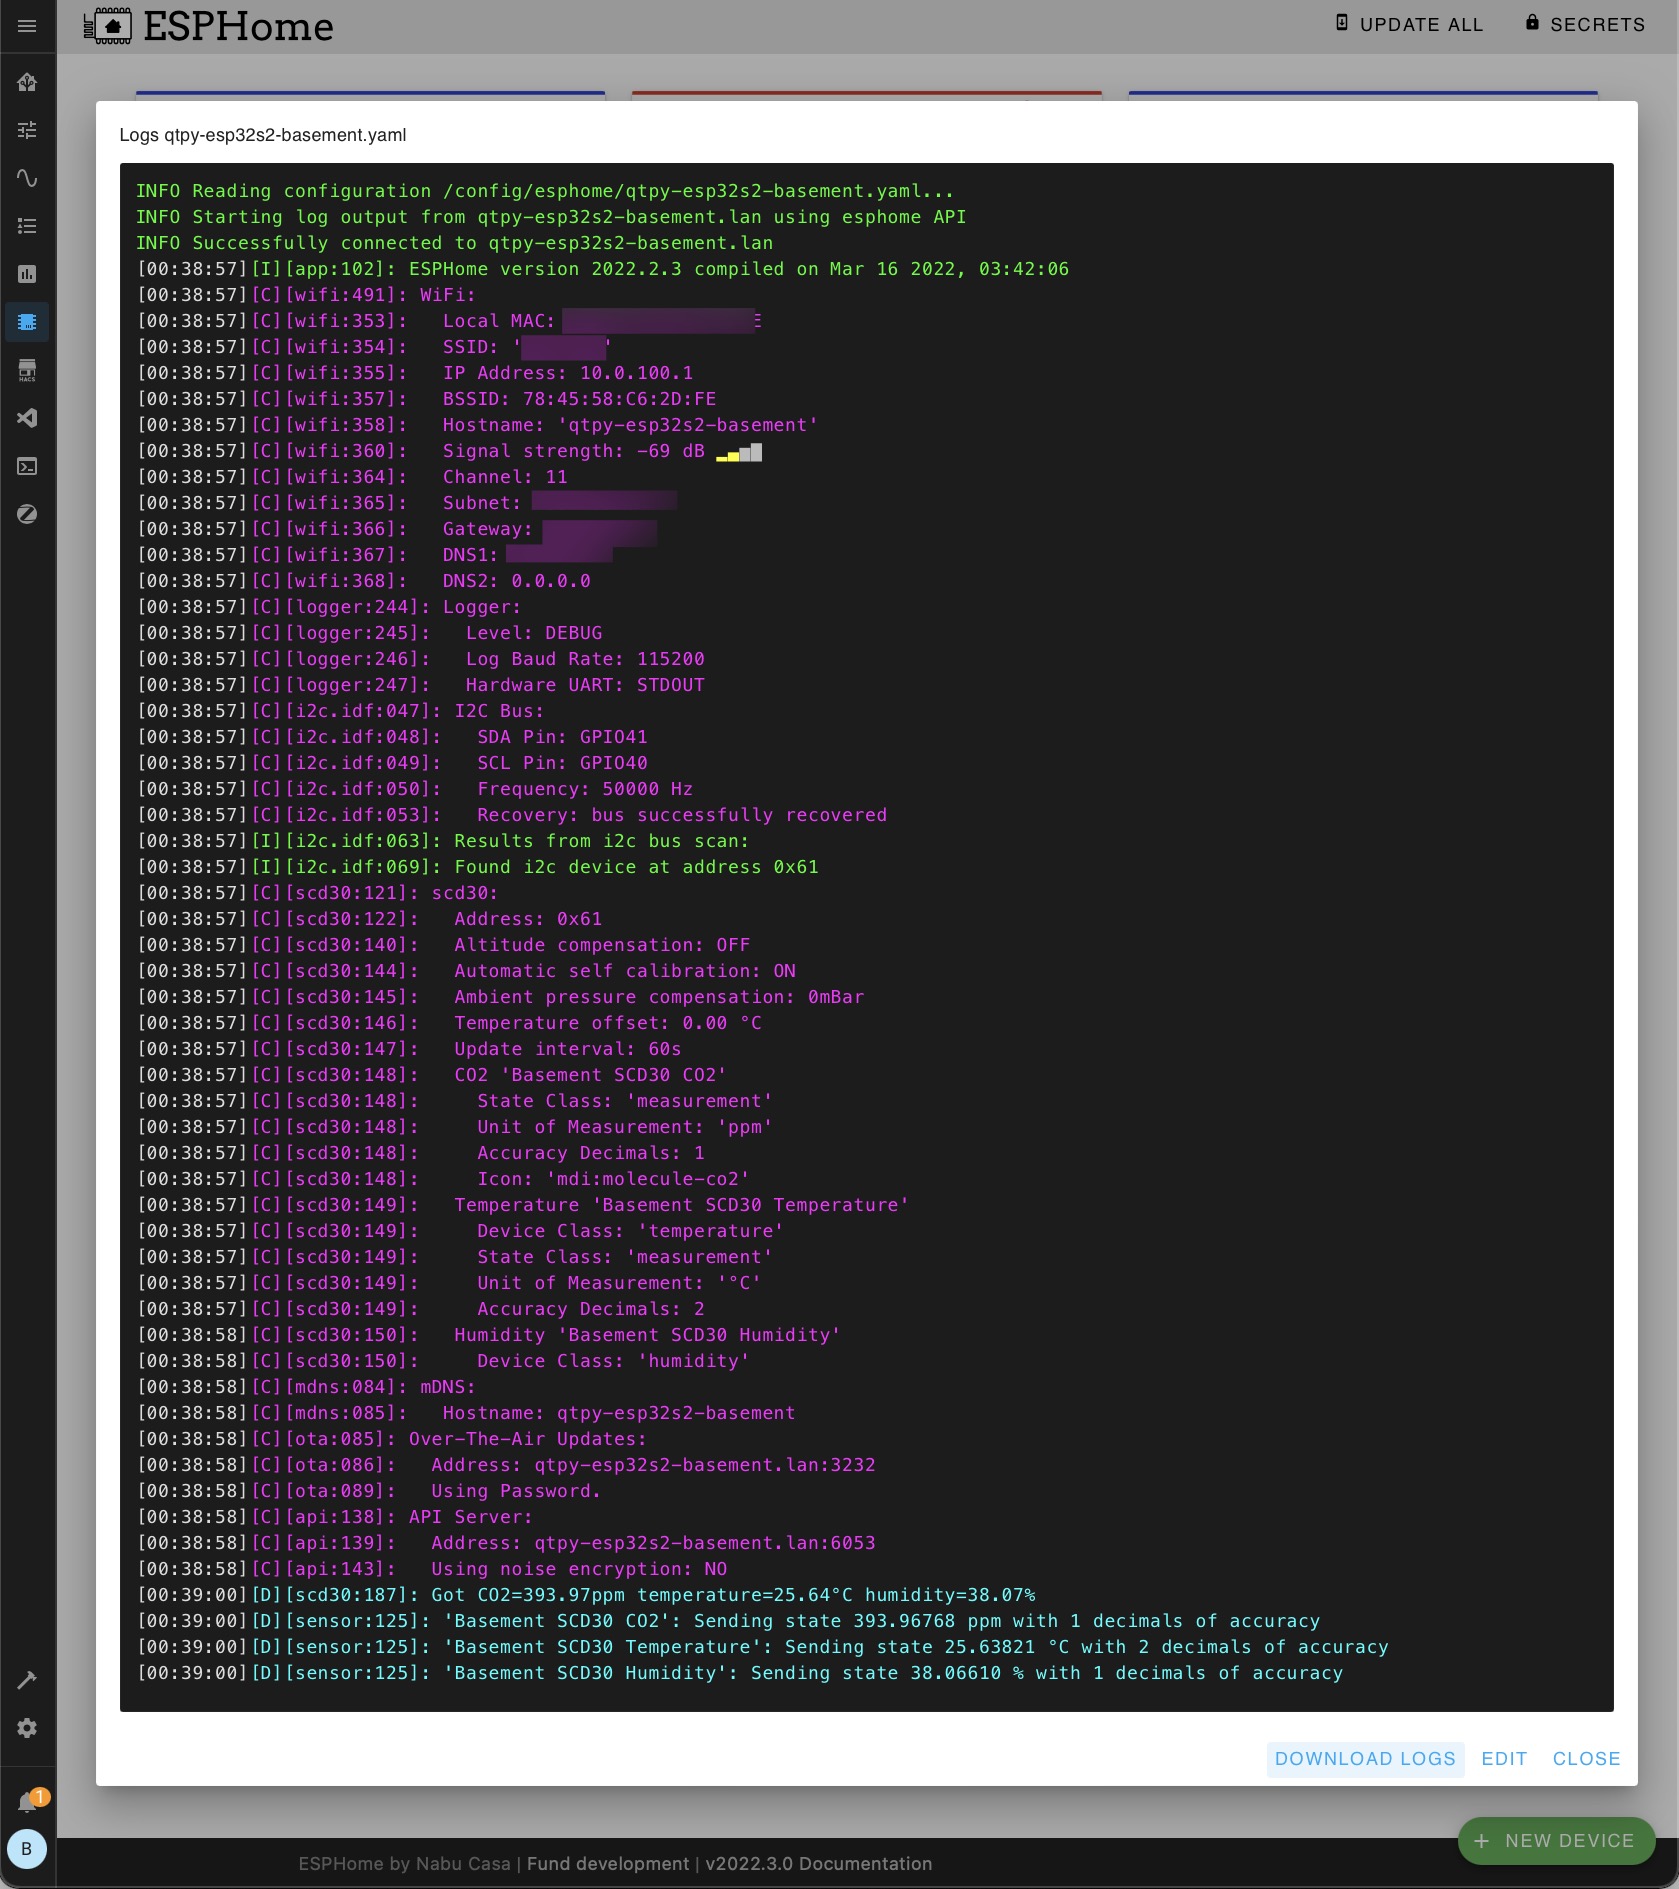 ESPHome
UPDATE ALL
SECRETS
HACS
Logs qtpy-esp32s2-basement.yaml
INFO Reading configuration /config/esphome/qtpy-esp32s2-basement.yaml...
INFO Starting log output from qtpy-esp32s2-basement.lan using esphome API
INFO Successfully connected to qtpy-esp32s2-basement.lan
[00:38:57][I][app:102]: ESPHome version 2022.2.3 compiled on Mar 16 2022, 03:42:06
[00:38:57][C][wifi:491]: WiFi:
[00:38:57][C][wifi:353]:   Local MAC: E
[00:38:57][C][wifi:354]:   SSID: ' '
[00:38:57][C][wifi:355]:   IP Address: 10.0.100.1
[00:38:57][C][wifi:357]:   BSSID: 78:45:58:C6:2D:FE
[00:38:57][C][wifi:358]:   Hostname: 'qtpy-esp32s2-basement'
[00:38:57][C][wifi:360]:   Signal strength: -69 dB ▂▄▆█
[00:38:57][C][wifi:364]:   Channel: 11
[00:38:57][C][wifi:365]:   Subnet:
[00:38:57][C][wifi:366]:   Gateway:
[00:38:57][C][wifi:367]:   DNS1:
[00:38:57][C][wifi:368]:   DNS2: 0.0.0.0
[00:38:57][C][logger:244]: Logger:
[00:38:57][C][logger:245]:   Level: DEBUG
[00:38:57][C][logger:246]:   Log Baud Rate: 115200
[00:38:57][C][logger:247]:   Hardware UART: STDOUT
[00:38:57][C][i2c.idf:047]: I2C Bus:
[00:38:57][C][i2c.idf:048]:   SDA Pin: GPIO41
[00:38:57][C][i2c.idf:049]:   SCL Pin: GPIO40
[00:38:57][C][i2c.idf:050]:   Frequency: 50000 Hz
[00:38:57][C][i2c.idf:053]:   Recovery: bus successfully recovered
[00:38:57][I][i2c.idf:063]: Results from i2c bus scan:
[00:38:57][I][i2c.idf:069]: Found i2c device at address 0x61
[00:38:57][C][scd30:121]: scd30:
[00:38:57][C][scd30:122]:   Address: 0x61
[00:38:57][C][scd30:140]:   Altitude compensation: OFF
[00:38:57][C][scd30:144]:   Automatic self calibration: ON
[00:38:57][C][scd30:145]:   Ambient pressure compensation: 0mBar
[00:38:57][C][scd30:146]:   Temperature offset: 0.00 °C
[00:38:57][C][scd30:147]:   Update interval: 60s
[00:38:57][C][scd30:148]:   CO2 'Basement SCD30 CO2'
[00:38:57][C][scd30:148]:     State Class: 'measurement'
[00:38:57][C][scd30:148]:     Unit of Measurement: 'ppm'
[00:38:57][C][scd30:148]:     Accuracy Decimals: 1
[00:38:57][C][scd30:148]:     Icon: 'mdi:molecule-co2'
[00:38:57][C][scd30:149]:   Temperature 'Basement SCD30 Temperature'
[00:38:57][C][scd30:149]:     Device Class: 'temperature'
[00:38:57][C][scd30:149]:     State Class: 'measurement'
[00:38:57][C][scd30:149]:     Unit of Measurement: '°C'
[00:38:57][C][scd30:149]:     Accuracy Decimals: 2
[00:38:58][C][scd30:150]:   Humidity 'Basement SCD30 Humidity'
[00:38:58][C][scd30:150]:     Device Class: 'humidity'
[00:38:58][C][mdns:084]: mDNS:
[00:38:58][C][mdns:085]:   Hostname: qtpy-esp32s2-basement
[00:38:58][C][ota:085]: Over-The-Air Updates:
[00:38:58][C][ota:086]:   Address: qtpy-esp32s2-basement.lan:3232
[00:38:58][C][ota:089]:   Using Password.
[00:38:58][C][api:138]: API Server:
[00:38:58][C][api:139]:   Address: qtpy-esp32s2-basement.lan:6053
[00:38:58][C][api:143]:   Using noise encryption: NO
[00:39:00][D][scd30:187]: Got CO2=393.97ppm temperature=25.64°C humidity=38.07%
[00:39:00][D][sensor:125]: 'Basement SCD30 CO2': Sending state 393.96768 ppm with 1 decimals of accuracy
[00:39:00][D][sensor:125]: 'Basement SCD30 Temperature': Sending state 25.63821 °C with 2 decimals of accuracy
[00:39:00][D][sensor:125]: 'Basement SCD30 Humidity': Sending state 38.06610 % with 1 decimals of accuracy
DOWNLOAD LOGS
EDIT
CLOSE
1
B
+ NEW DEVICE
ESPHome by Nabu Casa | Fund development | v2022.3.0 Documentation